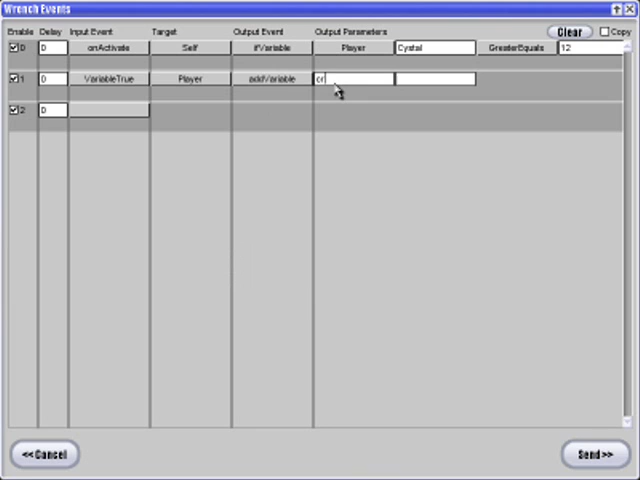 Wrench Events
Enable Delay Input Event Target Output Event Output Parameters Clear Copy
0 0 onActivate Self ifVariable Player Cystal GreaterEquals 12
1 0 VariableTrue Player addVariable cr
2 0
<<Cancel Send>>